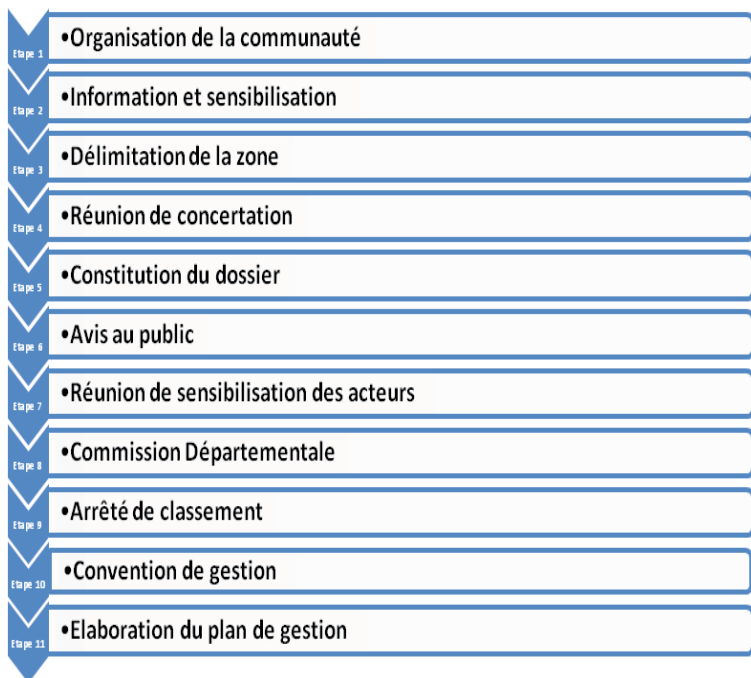 Etape 1
•Organisation de la communauté
Etape 2
•Information et sensibilisation
Etape 3
•Délimitation de la zone
Etape 4
•Réunion de concertation
Etape 5
•Constitution du dossier
Etape 6
•Avis au public
Etape 7
•Réunion de sensibilisation des acteurs
Etape 8
•Commission Départementale
Etape 9
•Arrêté de classement
Etape 10
•Convention de gestion
Etape 11
•Elaboration du plan de gestion